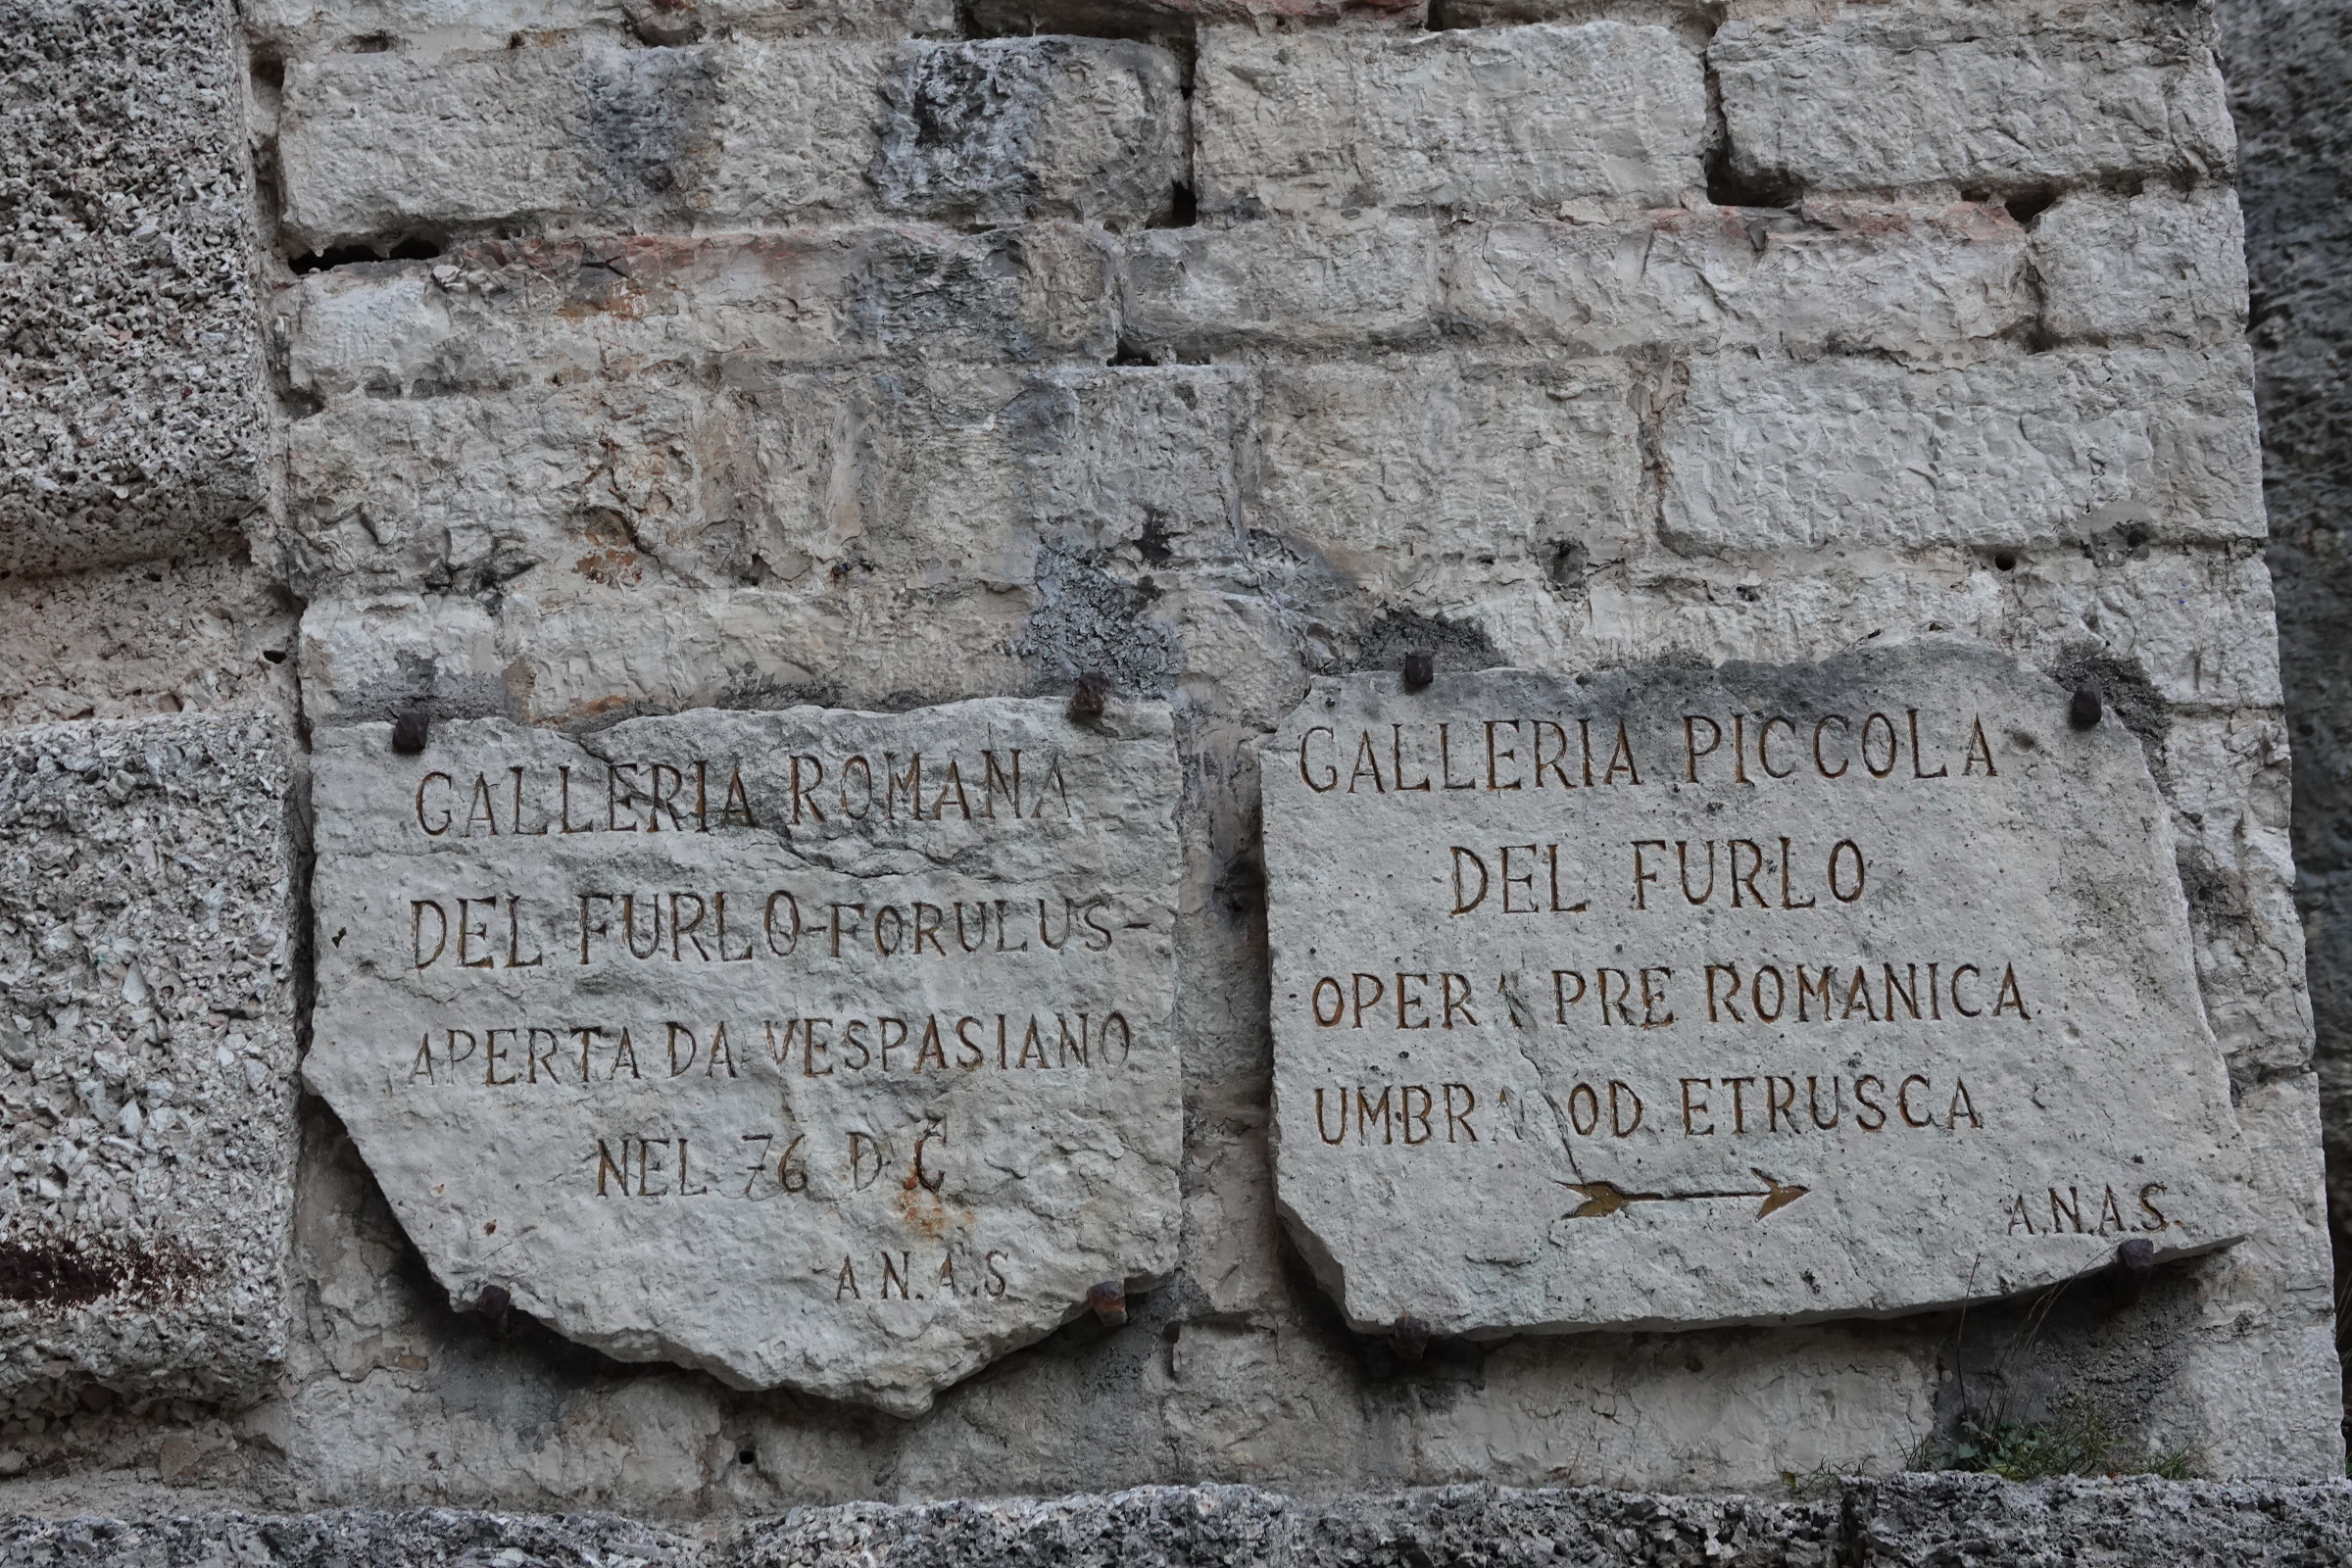 GALLERIA ROMANA
DEL FURLO-FORULUS-
APERTA DA VESPASIANO
NEL 76 D.C
A.N.A.S
GALLERIA PICCOLA
DEL FURLO
OPERA PRE ROMANICA
UMBRA OD ETRUSCA
A.N.A.S.